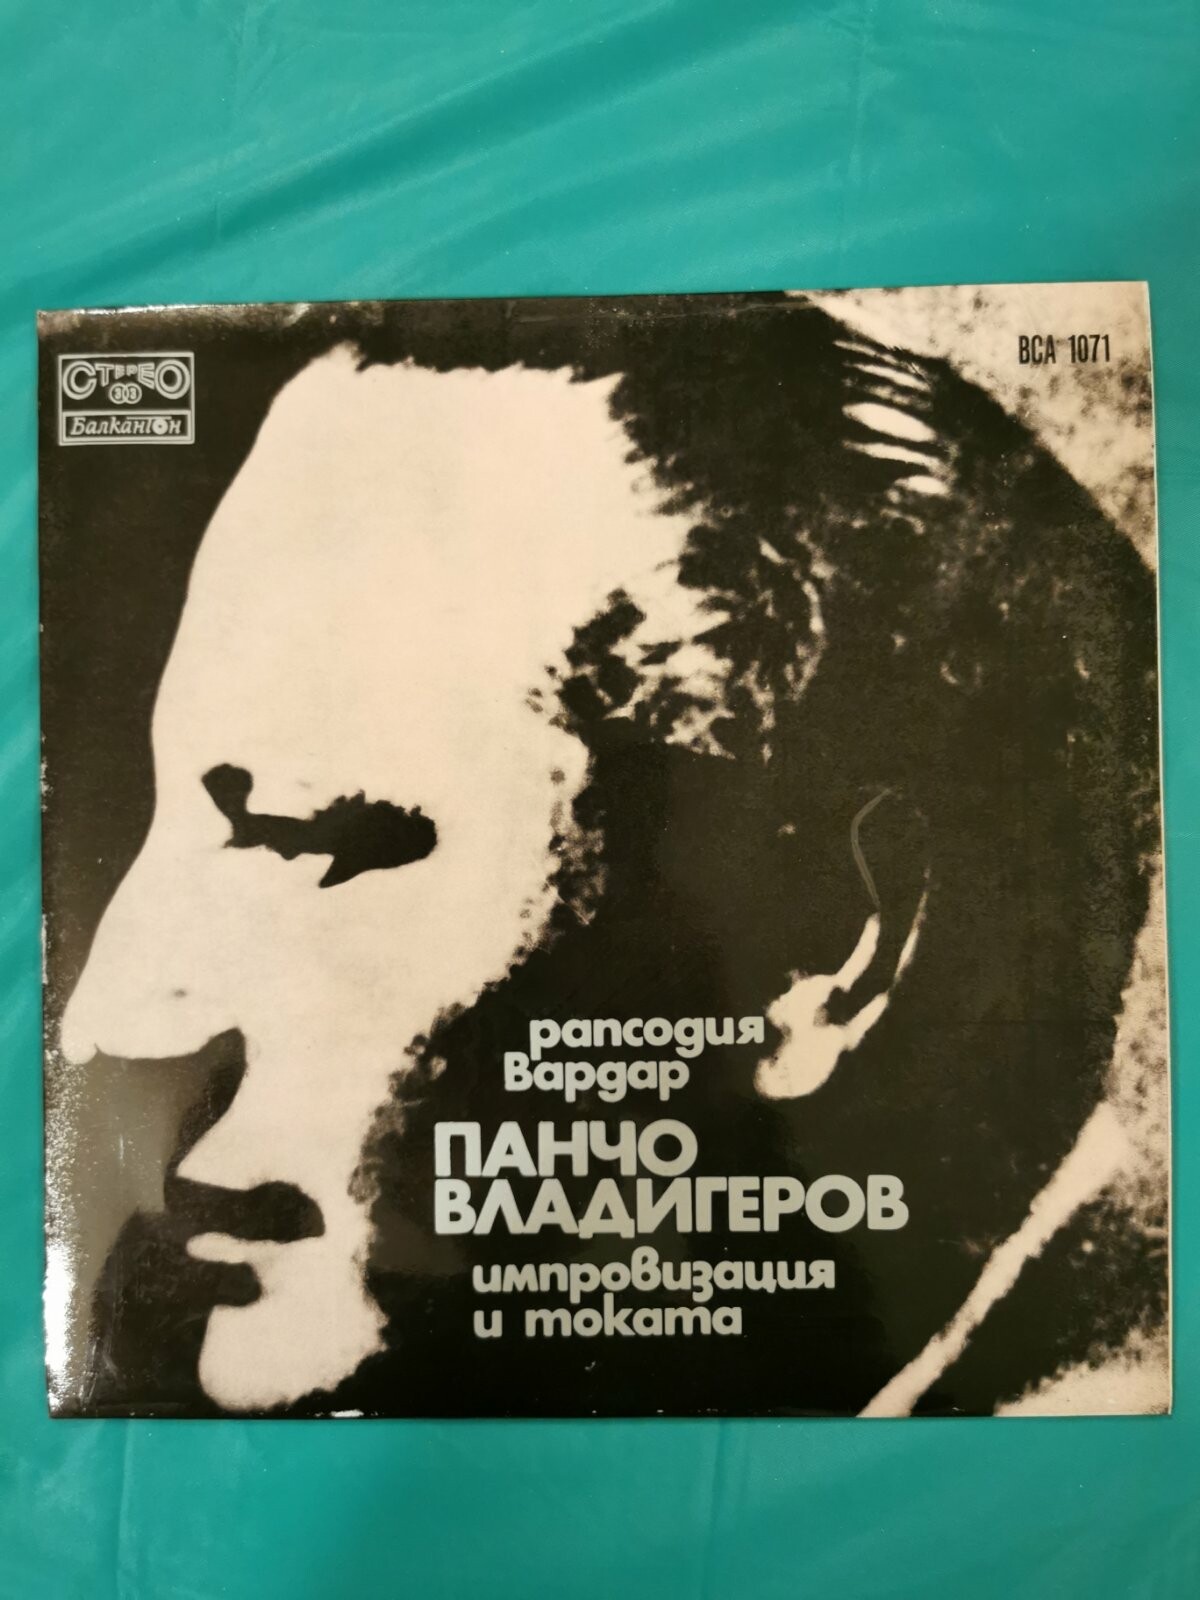 СТЕРЕО
33
Балкантон
ВСА 1071
рапсодия
Вардар
ПАНЧО
ВЛАДИГЕРОВ
импровизация
и токата